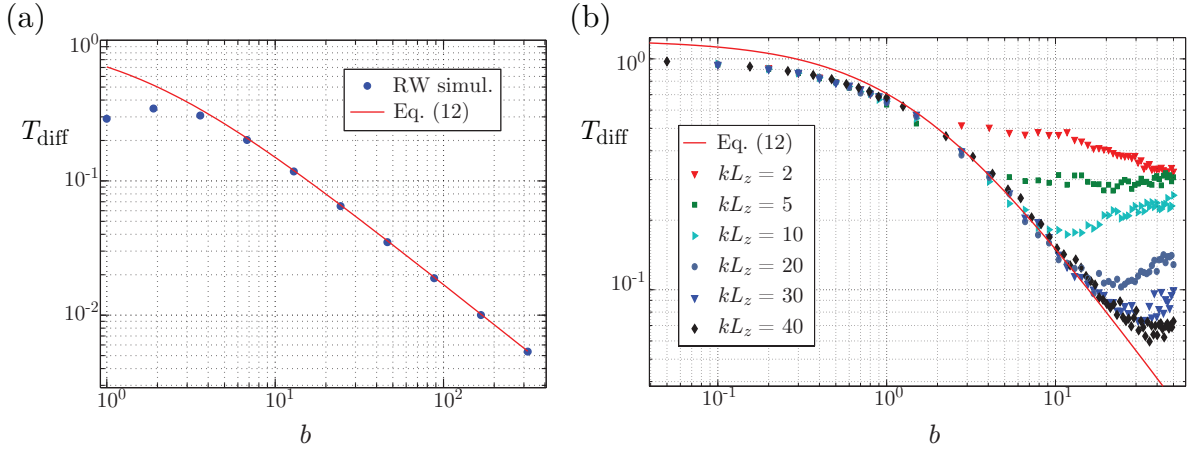 (a)
10^0
10^{-1}
10^{-2}
T_diff
10^0 10^1 10^2
b
RW simul.
Eq. (12)
(b)
10^0
10^{-1}
T_diff
10^{-1} 10^0 10^1
b
Eq. (12)
kL_z = 2
kL_z = 5
kL_z = 10
kL_z = 20
kL_z = 30
kL_z = 40